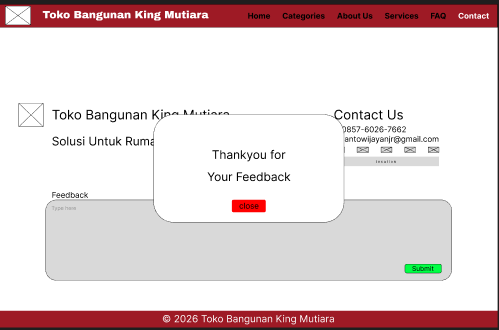 Toko Bangunan King Mutiara
Home Categories About Us Services FAQ Contact
Toko Bangunan King Mutiara
Solusi Untuk Ruma
Contact Us
0857-6026-7662
antowijayanjr@gmail.com
Thankyou for
Your Feedback
close
Feedback
Type here
Submit
© 2026 Toko Bangunan King Mutiara